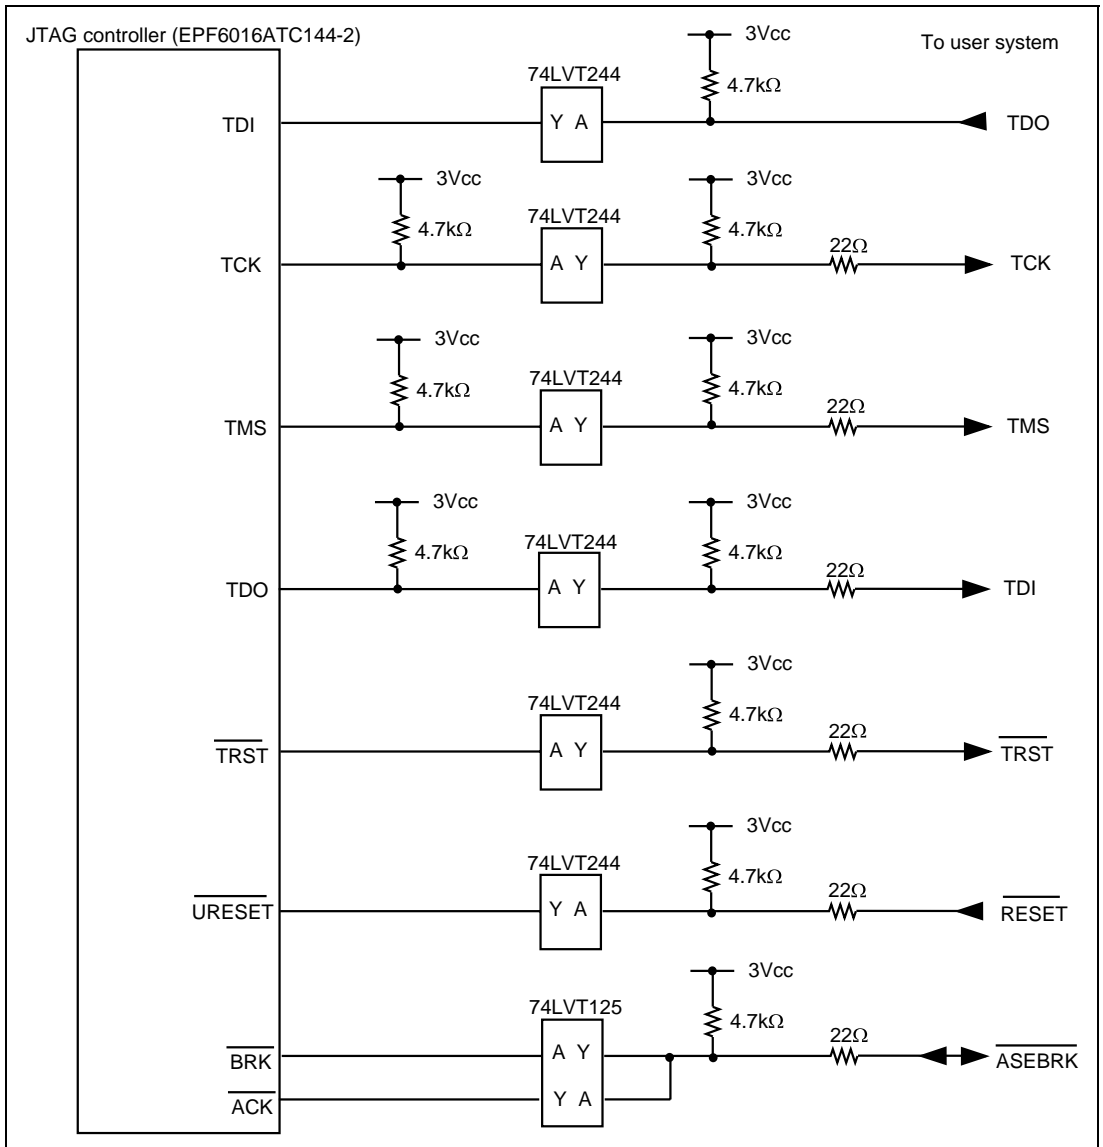 JTAG controller (EPF6016ATC144-2)
3Vcc
To user system
74LVT244
4.7kΩ
TDI
Y A
TDO
3Vcc
3Vcc
74LVT244
4.7kΩ
4.7kΩ
22Ω
TCK
A Y
TCK
3Vcc
3Vcc
74LVT244
4.7kΩ
4.7kΩ
22Ω
TMS
A Y
TMS
3Vcc
3Vcc
74LVT244
4.7kΩ
4.7kΩ
22Ω
TDO
A Y
TDI
3Vcc
74LVT244
4.7kΩ
22Ω
TRST
A Y
TRST
3Vcc
74LVT244
4.7kΩ
22Ω
URESET
Y A
RESET
3Vcc
74LVT125
4.7kΩ
22Ω
BRK
A Y
ASEBRK
ACK
Y A